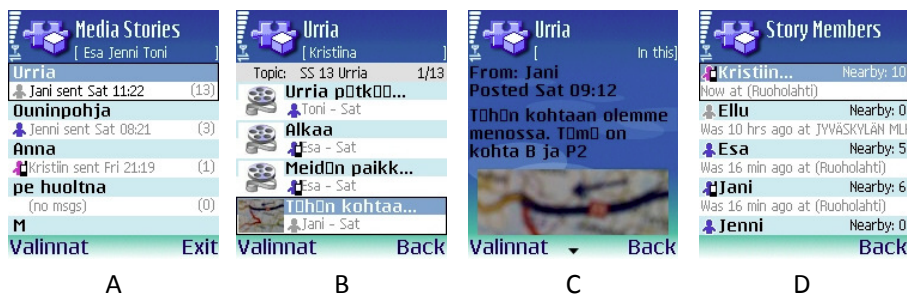 Media Stories
[ Esa Jenni Toni ]
Urria
Jani sent Sat 11:22 (13)
Ouninpohja
Jenni sent Sat 08:21 (3)
Anna
Kristiin sent Fri 21:19 (1)
pe huoltna
(no msgs) (0)
M
Valinnat Exit
A
Urria
[ Kristiina ]
Topic: SS 13 Urria 1/13
Urria p▯tk▯▯...
Toni - Sat
Alkaa
Esa - Sat
Meid▯n paikk...
Esa - Sat
T▯h▯n kohtaa...
Jani - Sat
Valinnat Back
B
Urria
[ In this]
From: Jani
Posted Sat 09:12
T▯h▯n kohtaan olemme
menossa. T▯m▯ on
kohta B ja P2
Valinnat Back
C
Story Members
Kristiin... Nearby: 10
Now at (Ruoholahti)
Ellu Nearby: 0
Was 10 hrs ago at JYVÄSKYLÄN MLK
Esa Nearby: 5
Was 16 min ago at (Ruoholahti)
Jani Nearby: 6
Was 16 min ago at (Ruoholahti)
Jenni Nearby: 0
Back
D